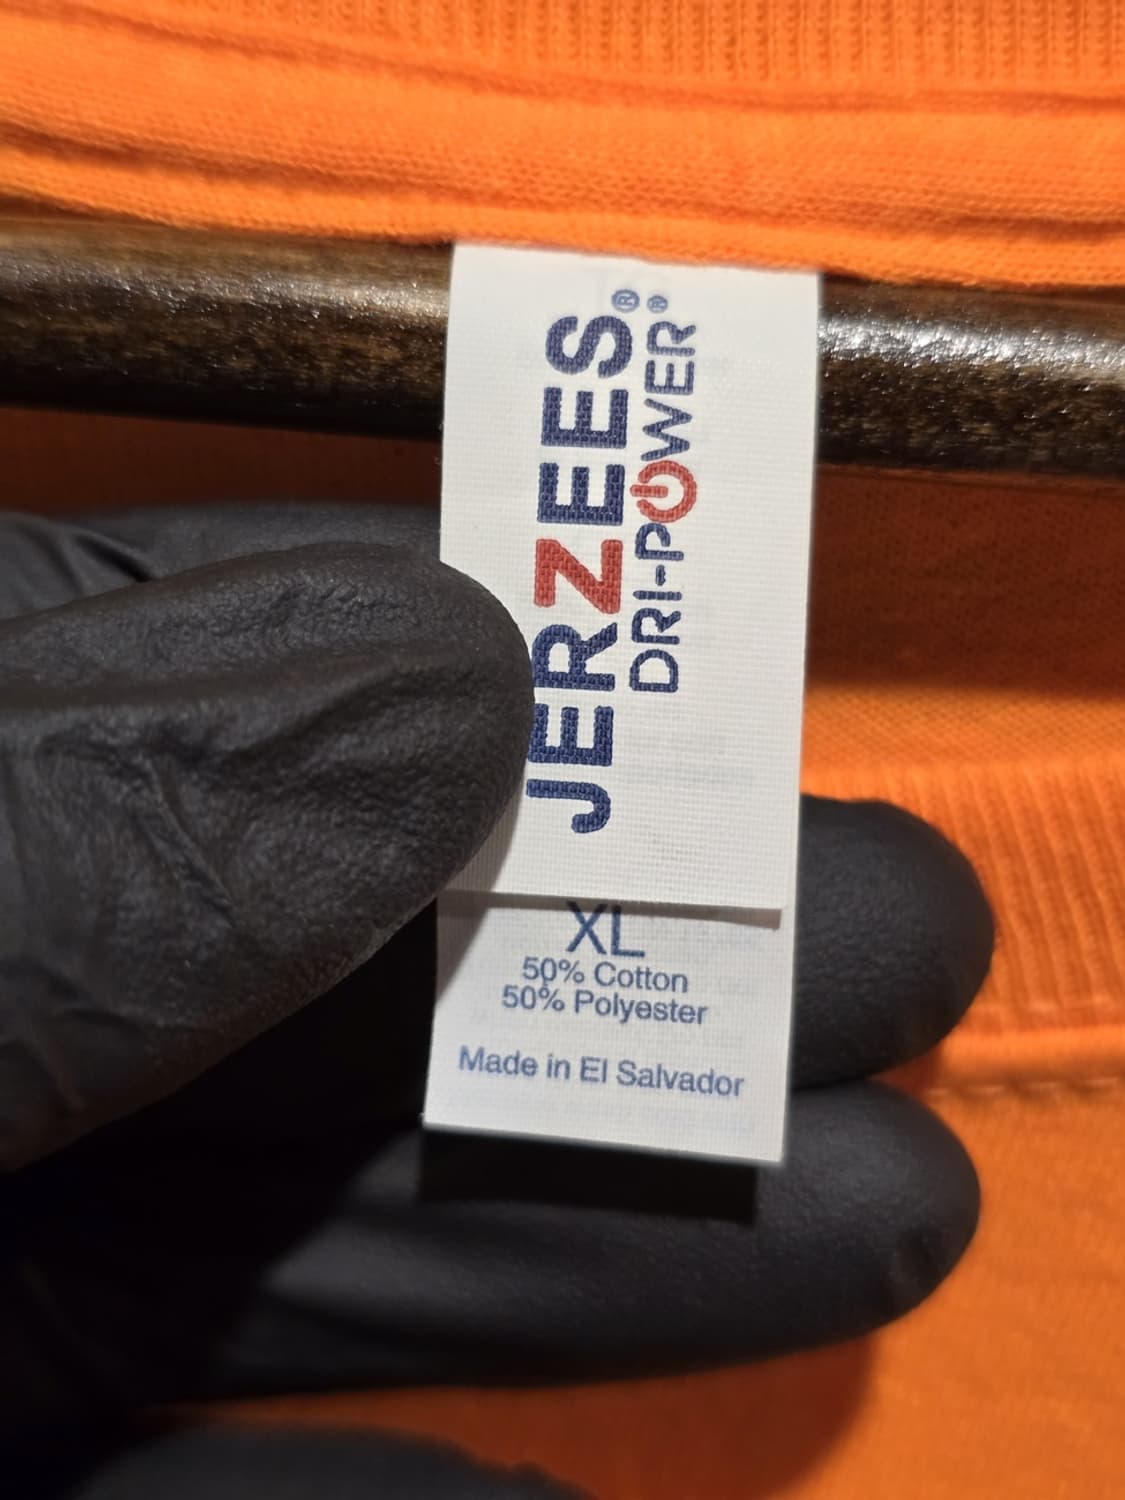 JERZEES®
DRI-POWER®
XL
50% Cotton
50% Polyester
Made in El Salvador